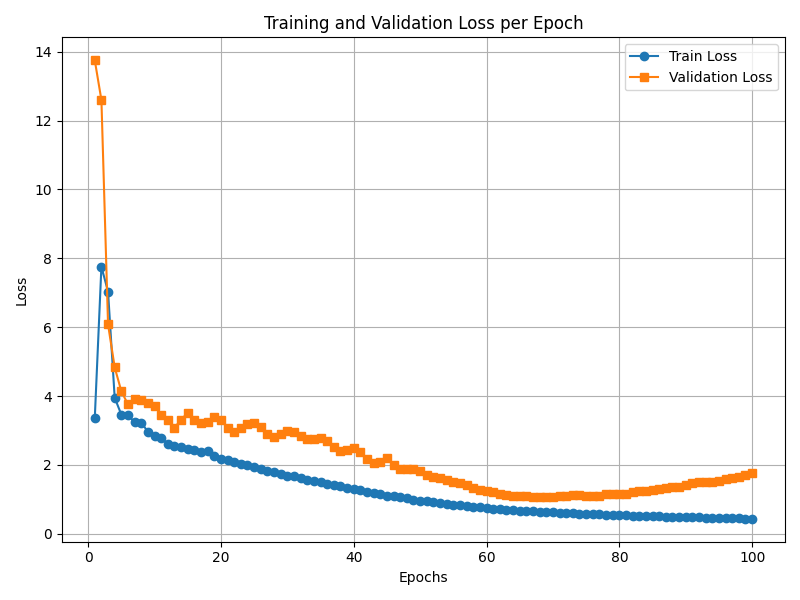 Training and Validation Loss per Epoch
Train Loss
Validation Loss
14
12
10
8
6
4
2
0
Loss
0 20 40 60 80 100
Epochs